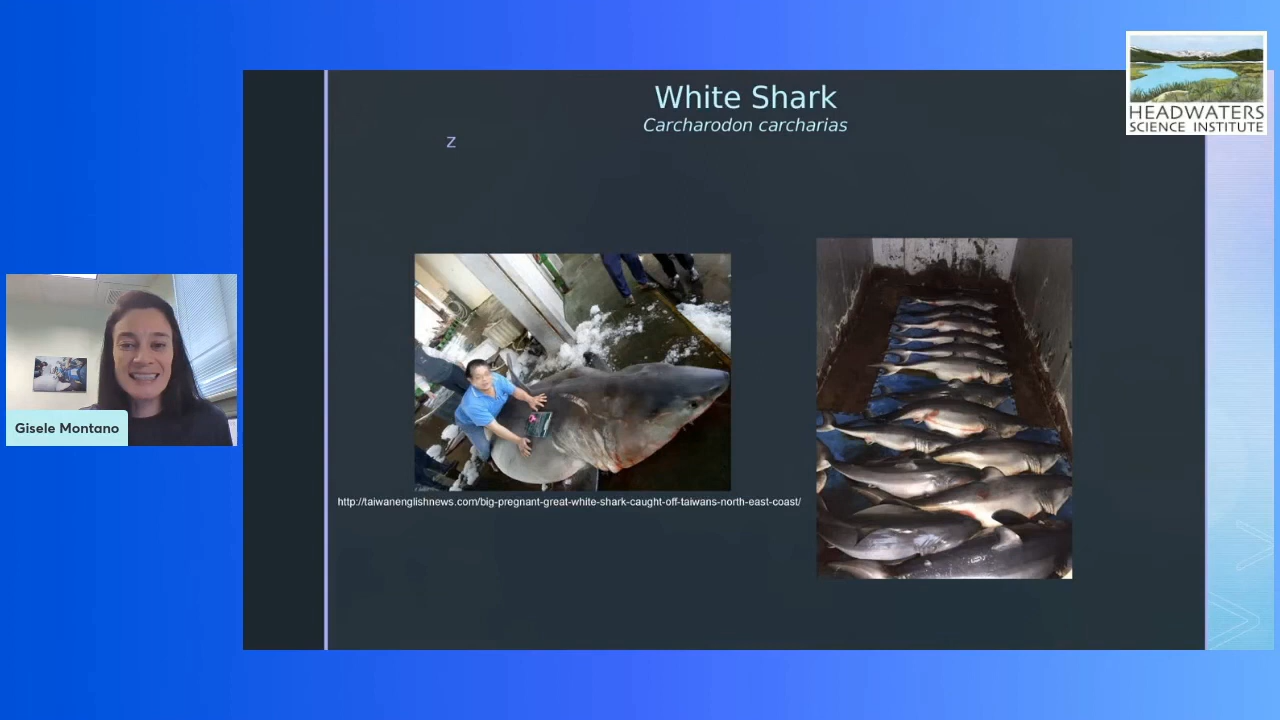 White Shark
Carcharodon carcharias
z
HEADWATERS
SCIENCE INSTITUTE
Gisele Montano
http://taiwanenglishnews.com/big-pregnant-great-white-shark-caught-off-taiwans-north-east-coast/